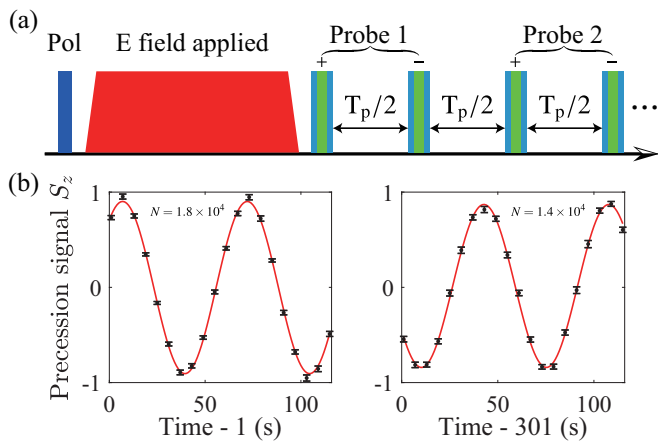 (a)
Pol
E field applied
Probe 1
Probe 2
+
−
+
−
T_p/2
T_p/2
T_p/2
...
(b)
Precession signal S_z
1
0
-1
N = 1.8 × 10^4
0
50
100
Time - 1 (s)
1
0
-1
N = 1.4 × 10^4
0
50
100
Time - 301 (s)